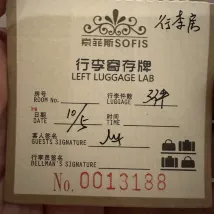 行李房
索菲斯SOFIS
行李寄存牌
LEFT LUGGAGE LAB
房号 行李件数 3件
ROOM No. LUGGAGE
日期 10/5 时间
DATE TIME
客人签名
GUESTS SIGNATURE
行李员签名
BELLMAN'S SIGNATURE
No. 0013188